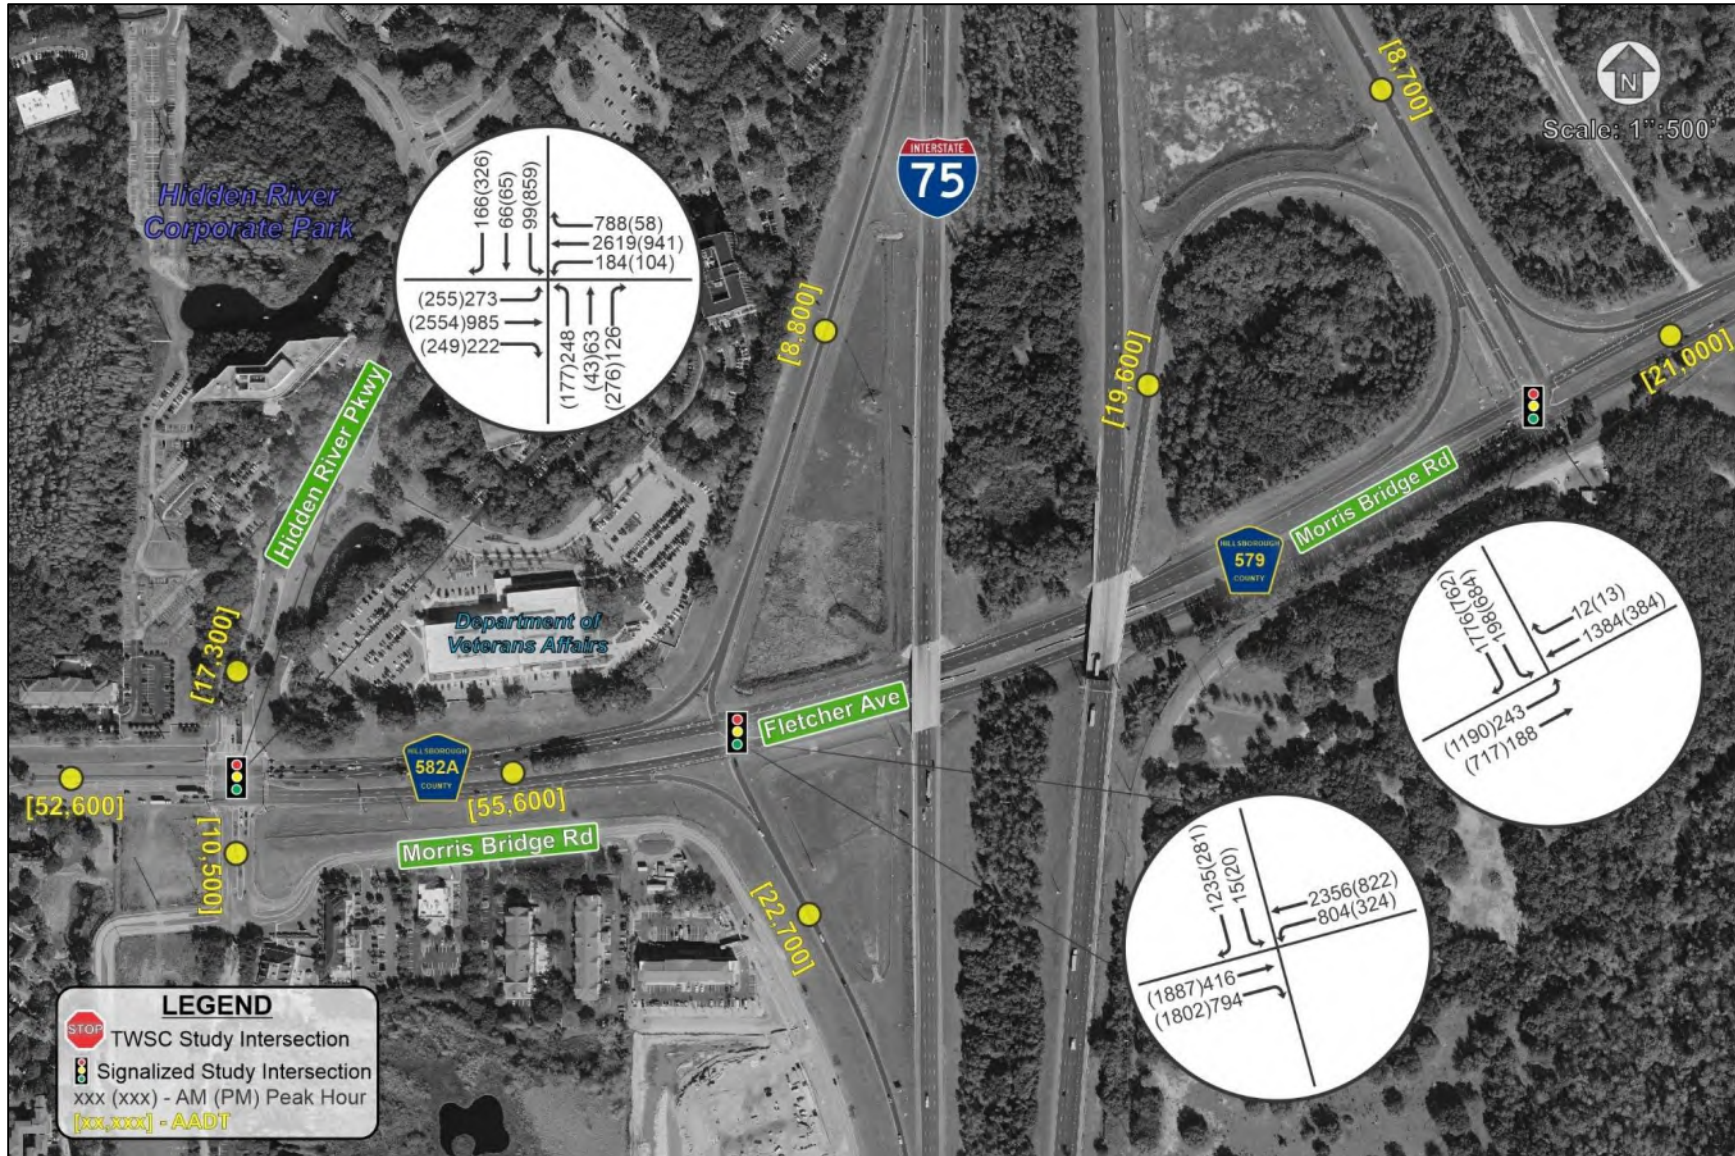 [8,700]
N
Scale: 1":500'
INTERSTATE
75
Hidden River
Corporate Park
166(326)
66(65)
99(859)
788(58)
2619(941)
184(104)
(255)273
(2554)985
(249)222
(177)248
(43)63
(276)126
[8,800]
[19,600]
[21,000]
Hidden River Pkwy
Morris Bridge Rd
HILLSBOROUGH
579
COUNTY
1776(762)
198(684)
12(13)
1384(384)
(1190)243
(717)188
Department of
Veterans Affairs
[17,300]
Fletcher Ave
HILLSBOROUGH
582A
COUNTY
[52,600]
[55,600]
[10,500]
Morris Bridge Rd
[22,700]
1235(281)
15(20)
2356(822)
804(324)
(1887)416
(1802)794
LEGEND
STOP TWSC Study Intersection
Signalized Study Intersection
xxx (xxx) - AM (PM) Peak Hour
[xx,xxx] - AADT